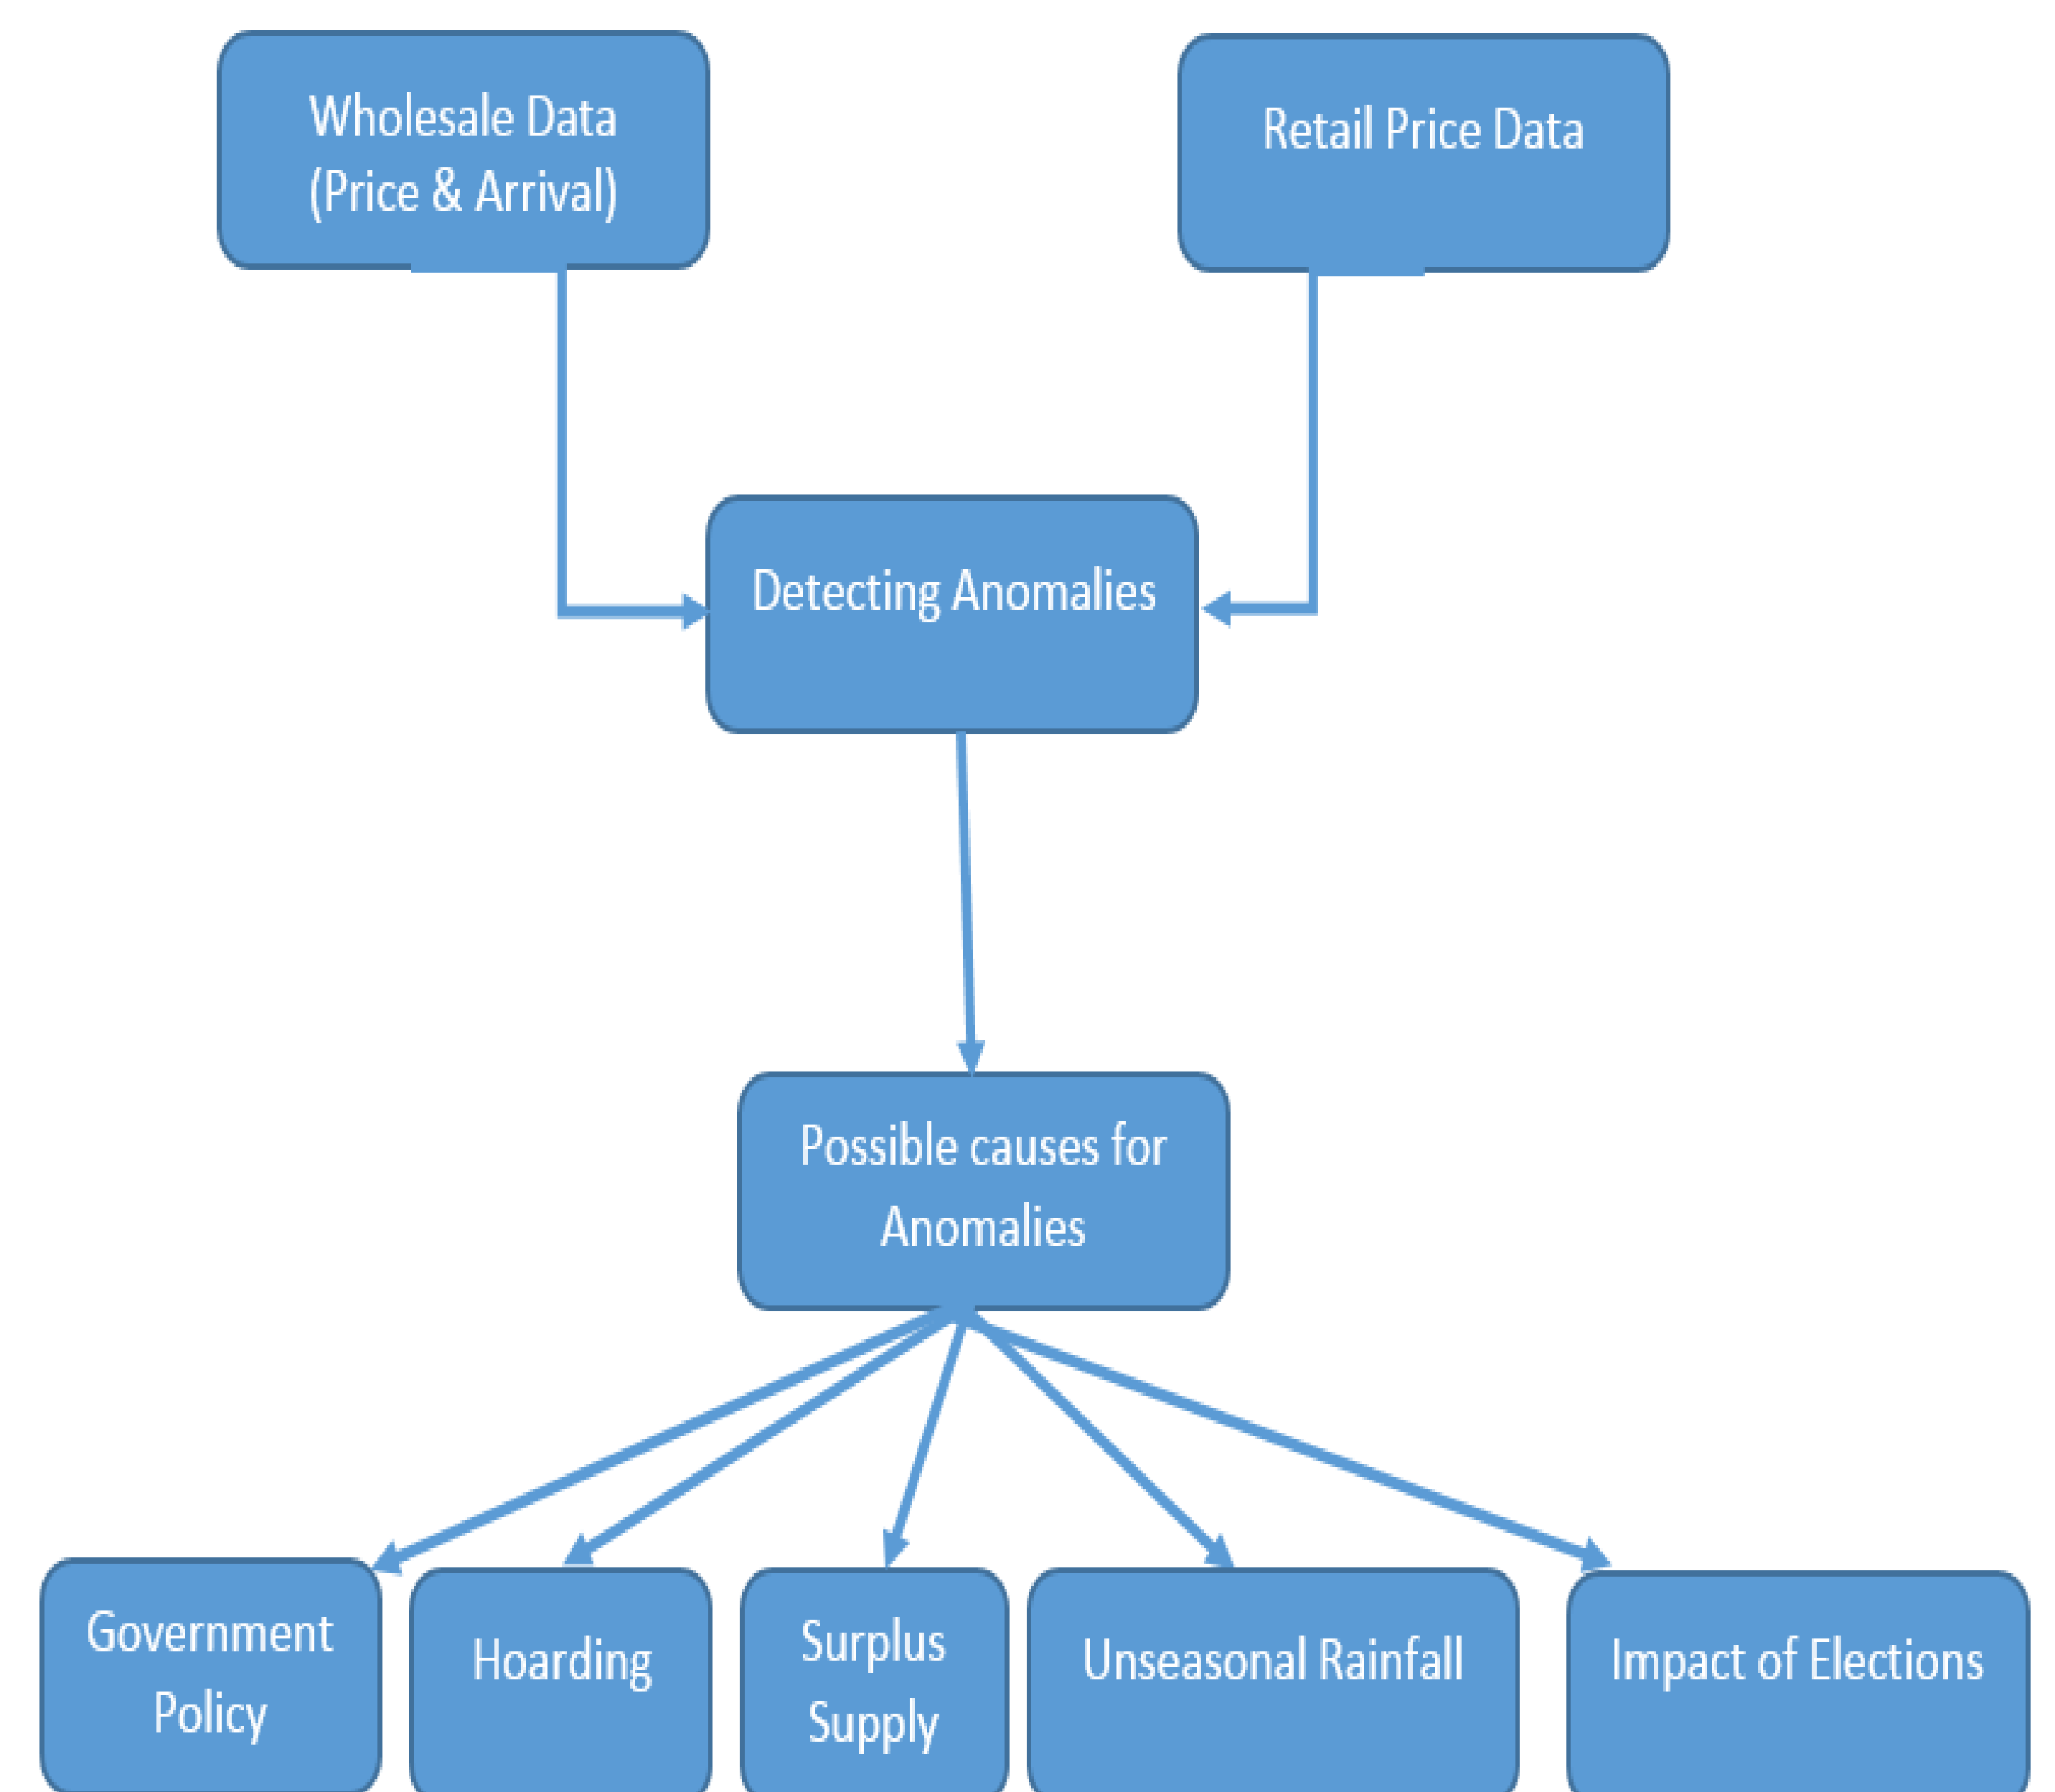 Wholesale Data
(Price & Arrival)
Retail Price Data
Detecting Anomalies
Possible causes for
Anomalies
Government
Policy
Hoarding
Surplus
Supply
Unseasonal Rainfall
Impact of Elections